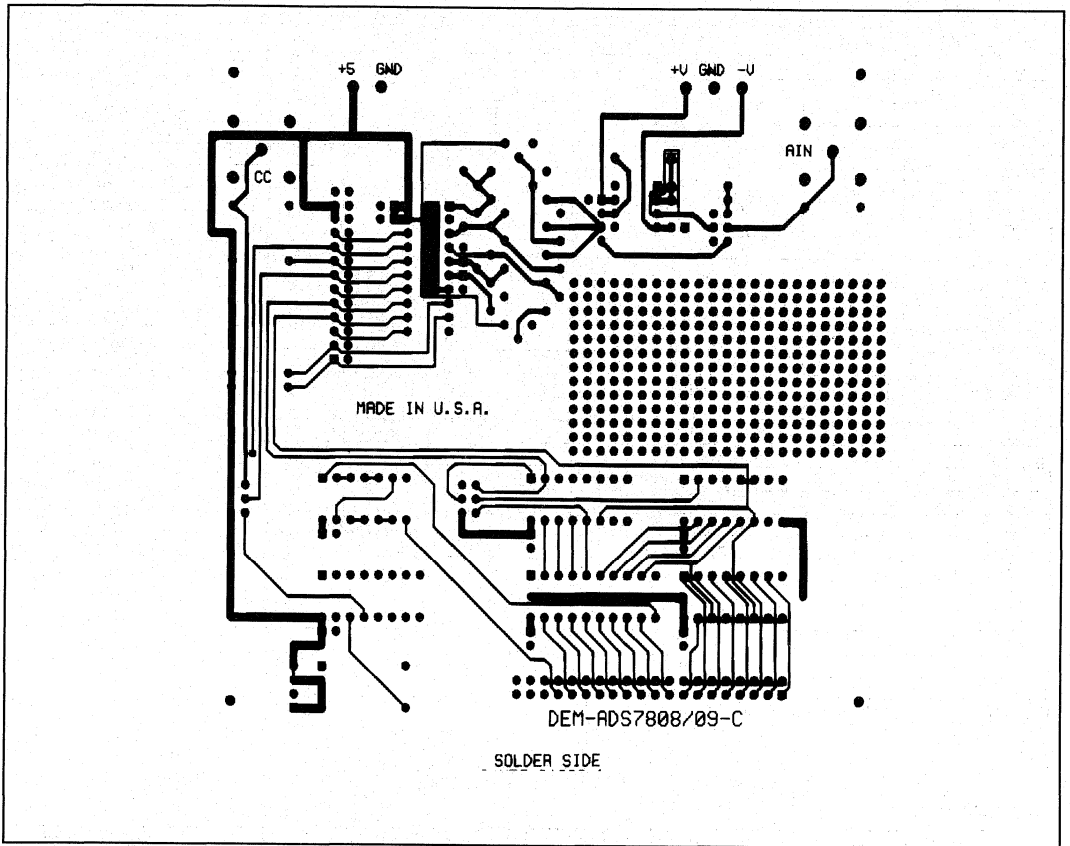 +5 GND
+V GND -V
AIN
CC
MADE IN U.S.A.
DEM-ADS7808/09-C
SOLDER SIDE